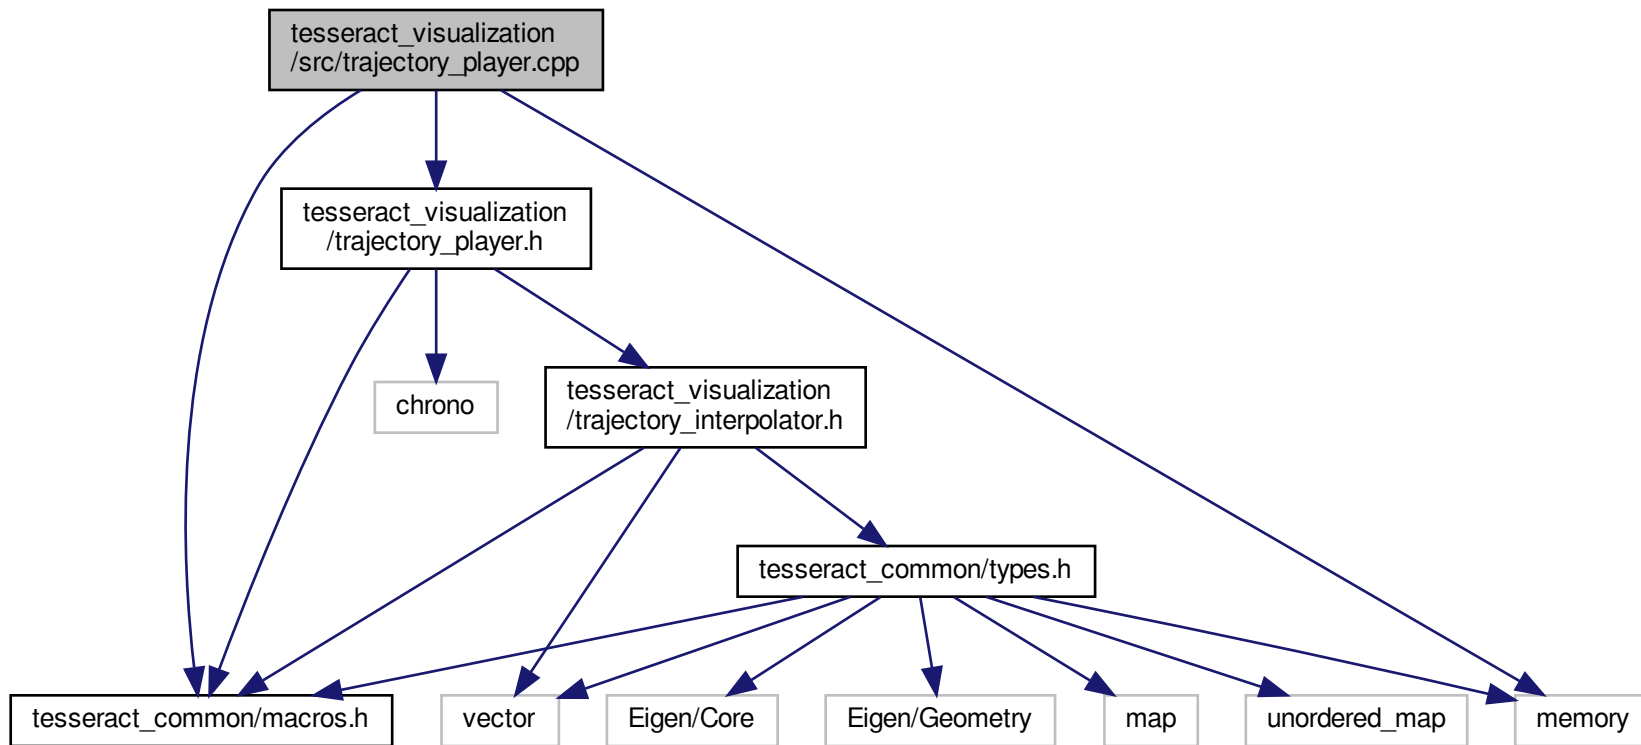 tesseract_visualization
/src/trajectory_player.cpp
tesseract_visualization
/trajectory_player.h
chrono
tesseract_visualization
/trajectory_interpolator.h
tesseract_common/types.h
tesseract_common/macros.h
vector
Eigen/Core
Eigen/Geometry
map
unordered_map
memory